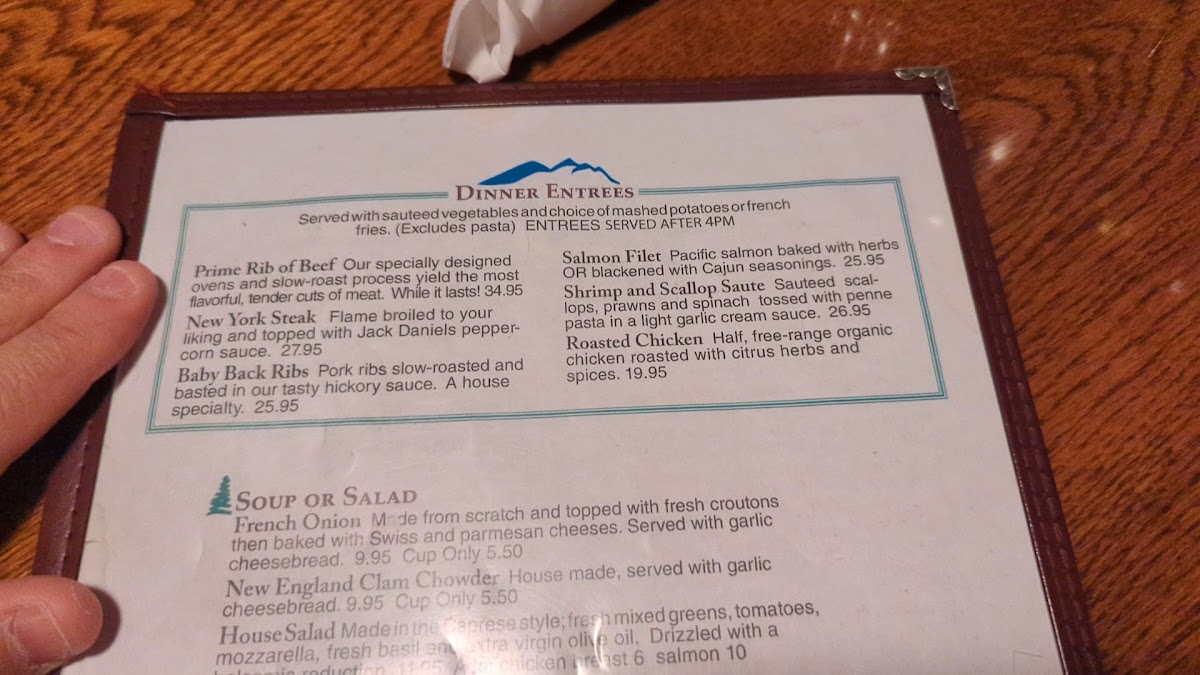 DINNER ENTREES
Served with sauteed vegetables and choice of mashed potatoes or french
fries. (Excludes pasta) ENTREES SERVED AFTER 4PM
Prime Rib of Beef Our specially designed
ovens and slow-roast process yield the most
flavorful, tender cuts of meat. While it lasts! 34.95
New York Steak Flame broiled to your
liking and topped with Jack Daniels pepper-
corn sauce. 27.95
Baby Back Ribs Pork ribs slow-roasted and
basted in our tasty hickory sauce. A house
specialty. 25.95
Salmon Filet Pacific salmon baked with herbs
OR blackened with Cajun seasonings. 25.95
Shrimp and Scallop Saute Sauteed scal-
lops, prawns and spinach tossed with penne
pasta in a light garlic cream sauce. 26.95
Roasted Chicken Half, free-range organic
chicken roasted with citrus herbs and
spices. 19.95
SOUP OR SALAD
French Onion Made from scratch and topped with fresh croutons
then baked with Swiss and parmesan cheeses. Served with garlic
cheesebread. 9.95 Cup Only 5.50
New England Clam Chowder House made, served with garlic
cheesebread. 9.95 Cup Only 5.50
House Salad Made in the Caprese style; fresh mixed greens, tomatoes,
mozzarella, fresh basil and extra virgin olive oil. Drizzled with a
balsamic reduction. chicken breast 6 salmon 10